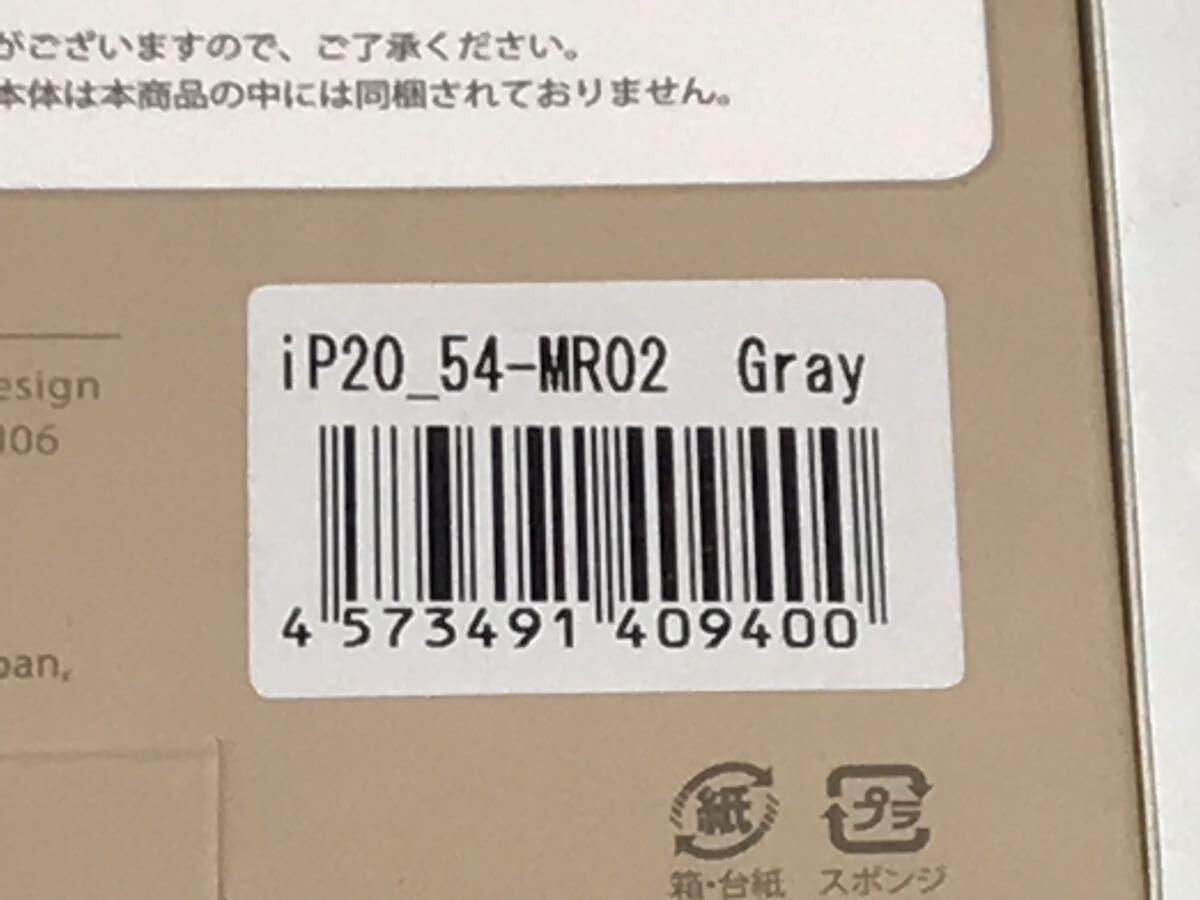 がございますので、ご了承ください。
本体は本商品の中には同梱されておりません。
iP20_54-MR02 Gray
esign
106
4 573491 409400
pan,
紙 プラ
箱・台紙 スポンジ